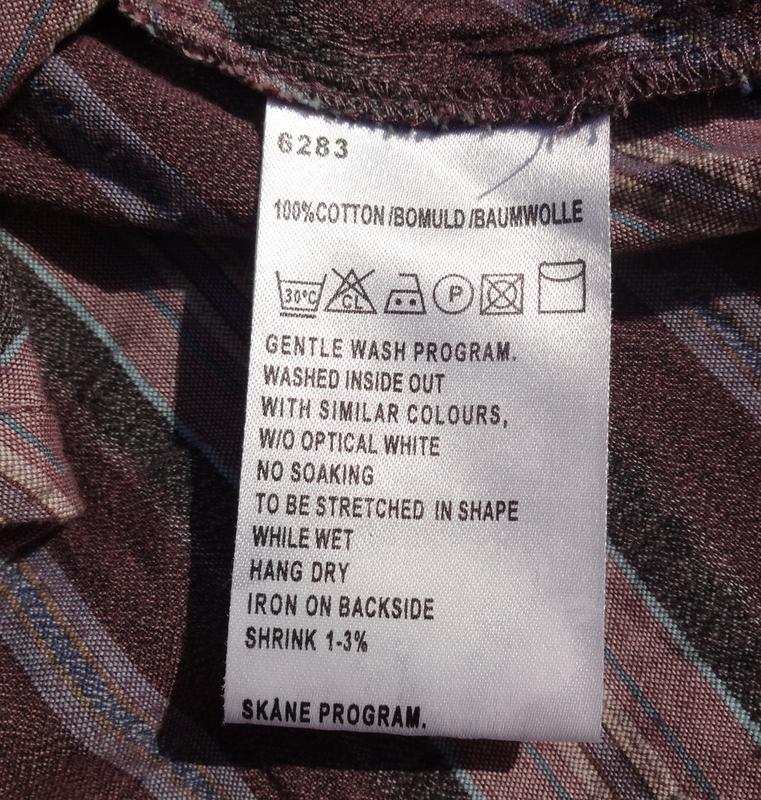 6283
100%COTTON/BOMULD/BAUMWOLLE
30°C CL P
GENTLE WASH PROGRAM.
WASHED INSIDE OUT
WITH SIMILAR COLOURS,
W/O OPTICAL WHITE
NO SOAKING
TO BE STRETCHED IN SHAPE
WHILE WET
HANG DRY
IRON ON BACKSIDE
SHRINK 1-3%
SKÅNE PROGRAM.